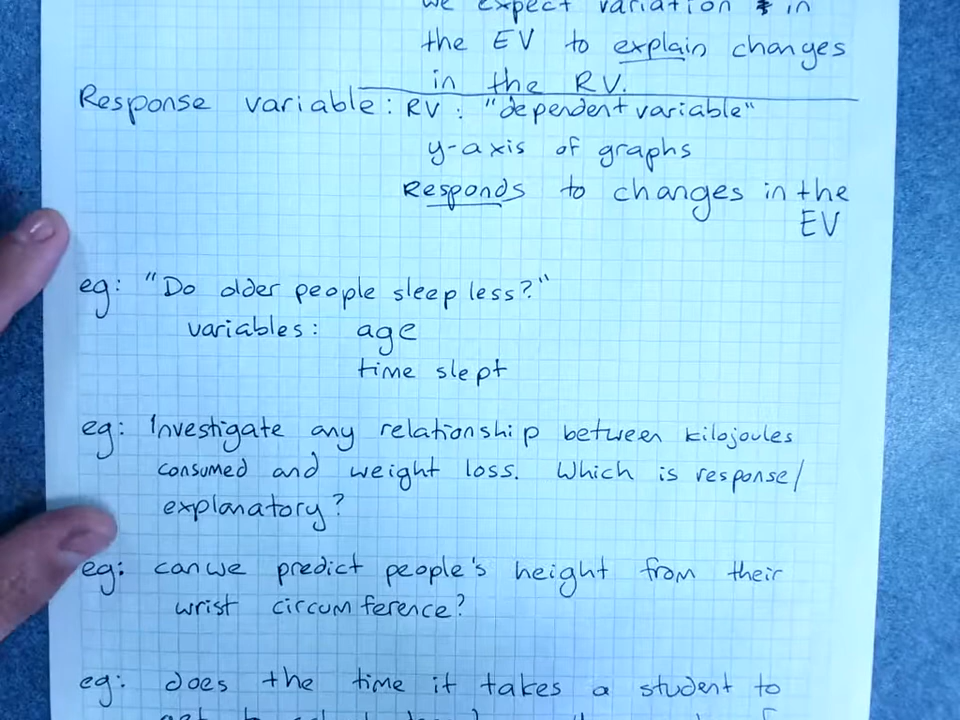 we expect variation in
the EV to explain changes
in the RV.
Response variable: RV: "dependent variable"
y-axis of graphs
Responds to changes in the
EV
eg: "Do older people sleep less?"
variables: age
time slept
eg: Investigate any relationship between kilojoules
consumed and weight loss. Which is response/
explanatory?
eg: can we predict people's height from their
wrist circumference?
eg: does the time it takes a student to